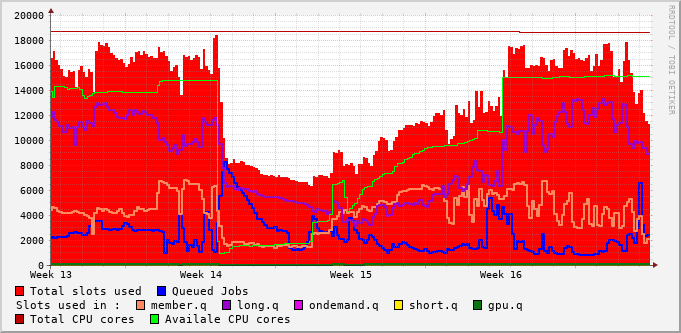 20000
18000
16000
14000
12000
10000
8000
6000
4000
2000
0
Week 13 Week 14 Week 15 Week 16
RRDTOOL / TOBI OETIKER
Total slots used Queued Jobs
Slots used in : member.q long.q ondemand.q short.q gpu.q
Total CPU cores Availale CPU cores